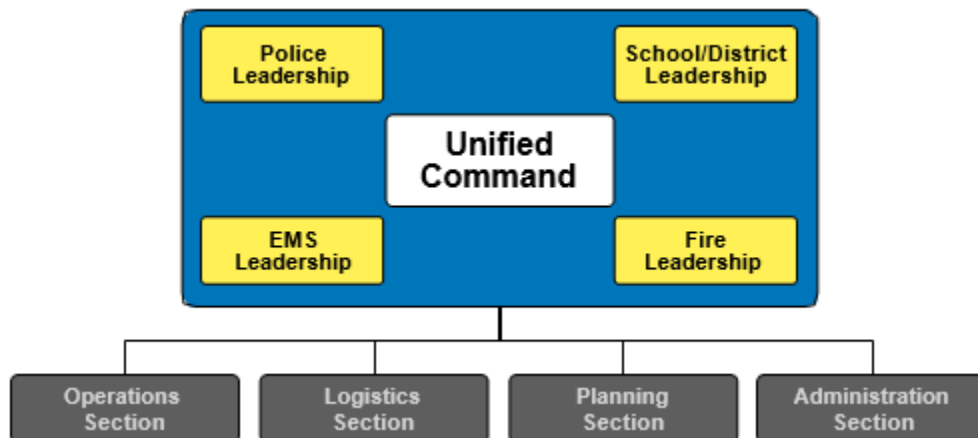 Police
Leadership
School/District
Leadership
Unified
Command
EMS
Leadership
Fire
Leadership
Operations
Section
Logistics
Section
Planning
Section
Administration
Section